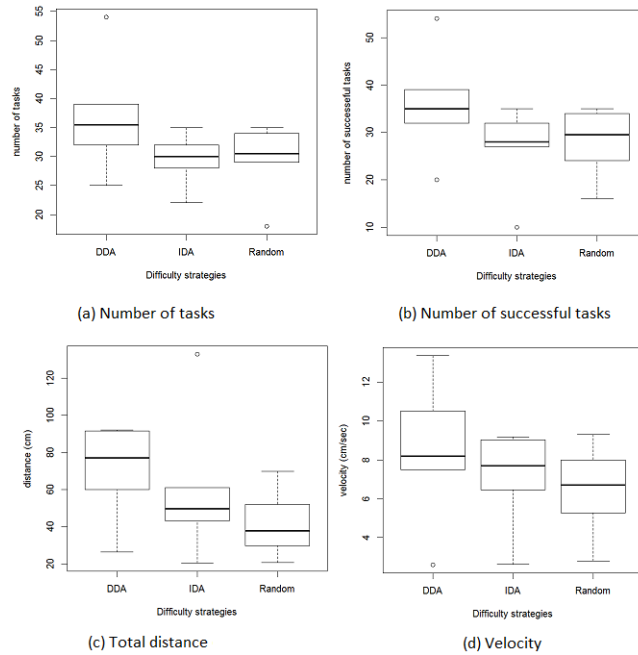 number of tasks
55
50
45
40
35
30
25
20
DDA
IDA
Random
Difficulty strategies
(a) Number of tasks
number of successeful tasks
50
40
30
20
10
DDA
IDA
Random
Difficulty strategies
(b) Number of successful tasks
distance (cm)
120
100
80
60
40
20
DDA
IDA
Random
Difficulty strategies
(c) Total distance
velocity (cm/sec)
12
10
8
6
4
DDA
IDA
Random
Difficulty strategies
(d) Velocity